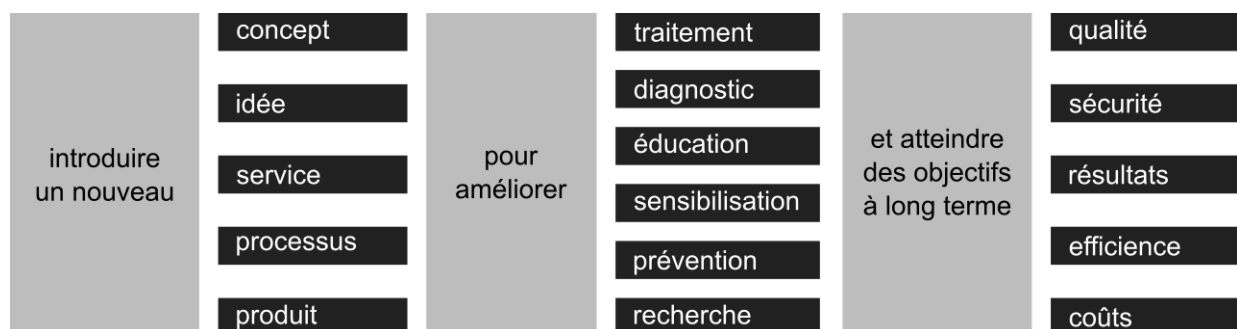 introduire
un nouveau
concept
idée
service
processus
produit
pour
améliorer
traitement
diagnostic
éducation
sensibilisation
prévention
recherche
et atteindre
des objectifs
à long terme
qualité
sécurité
résultats
efficience
coûts